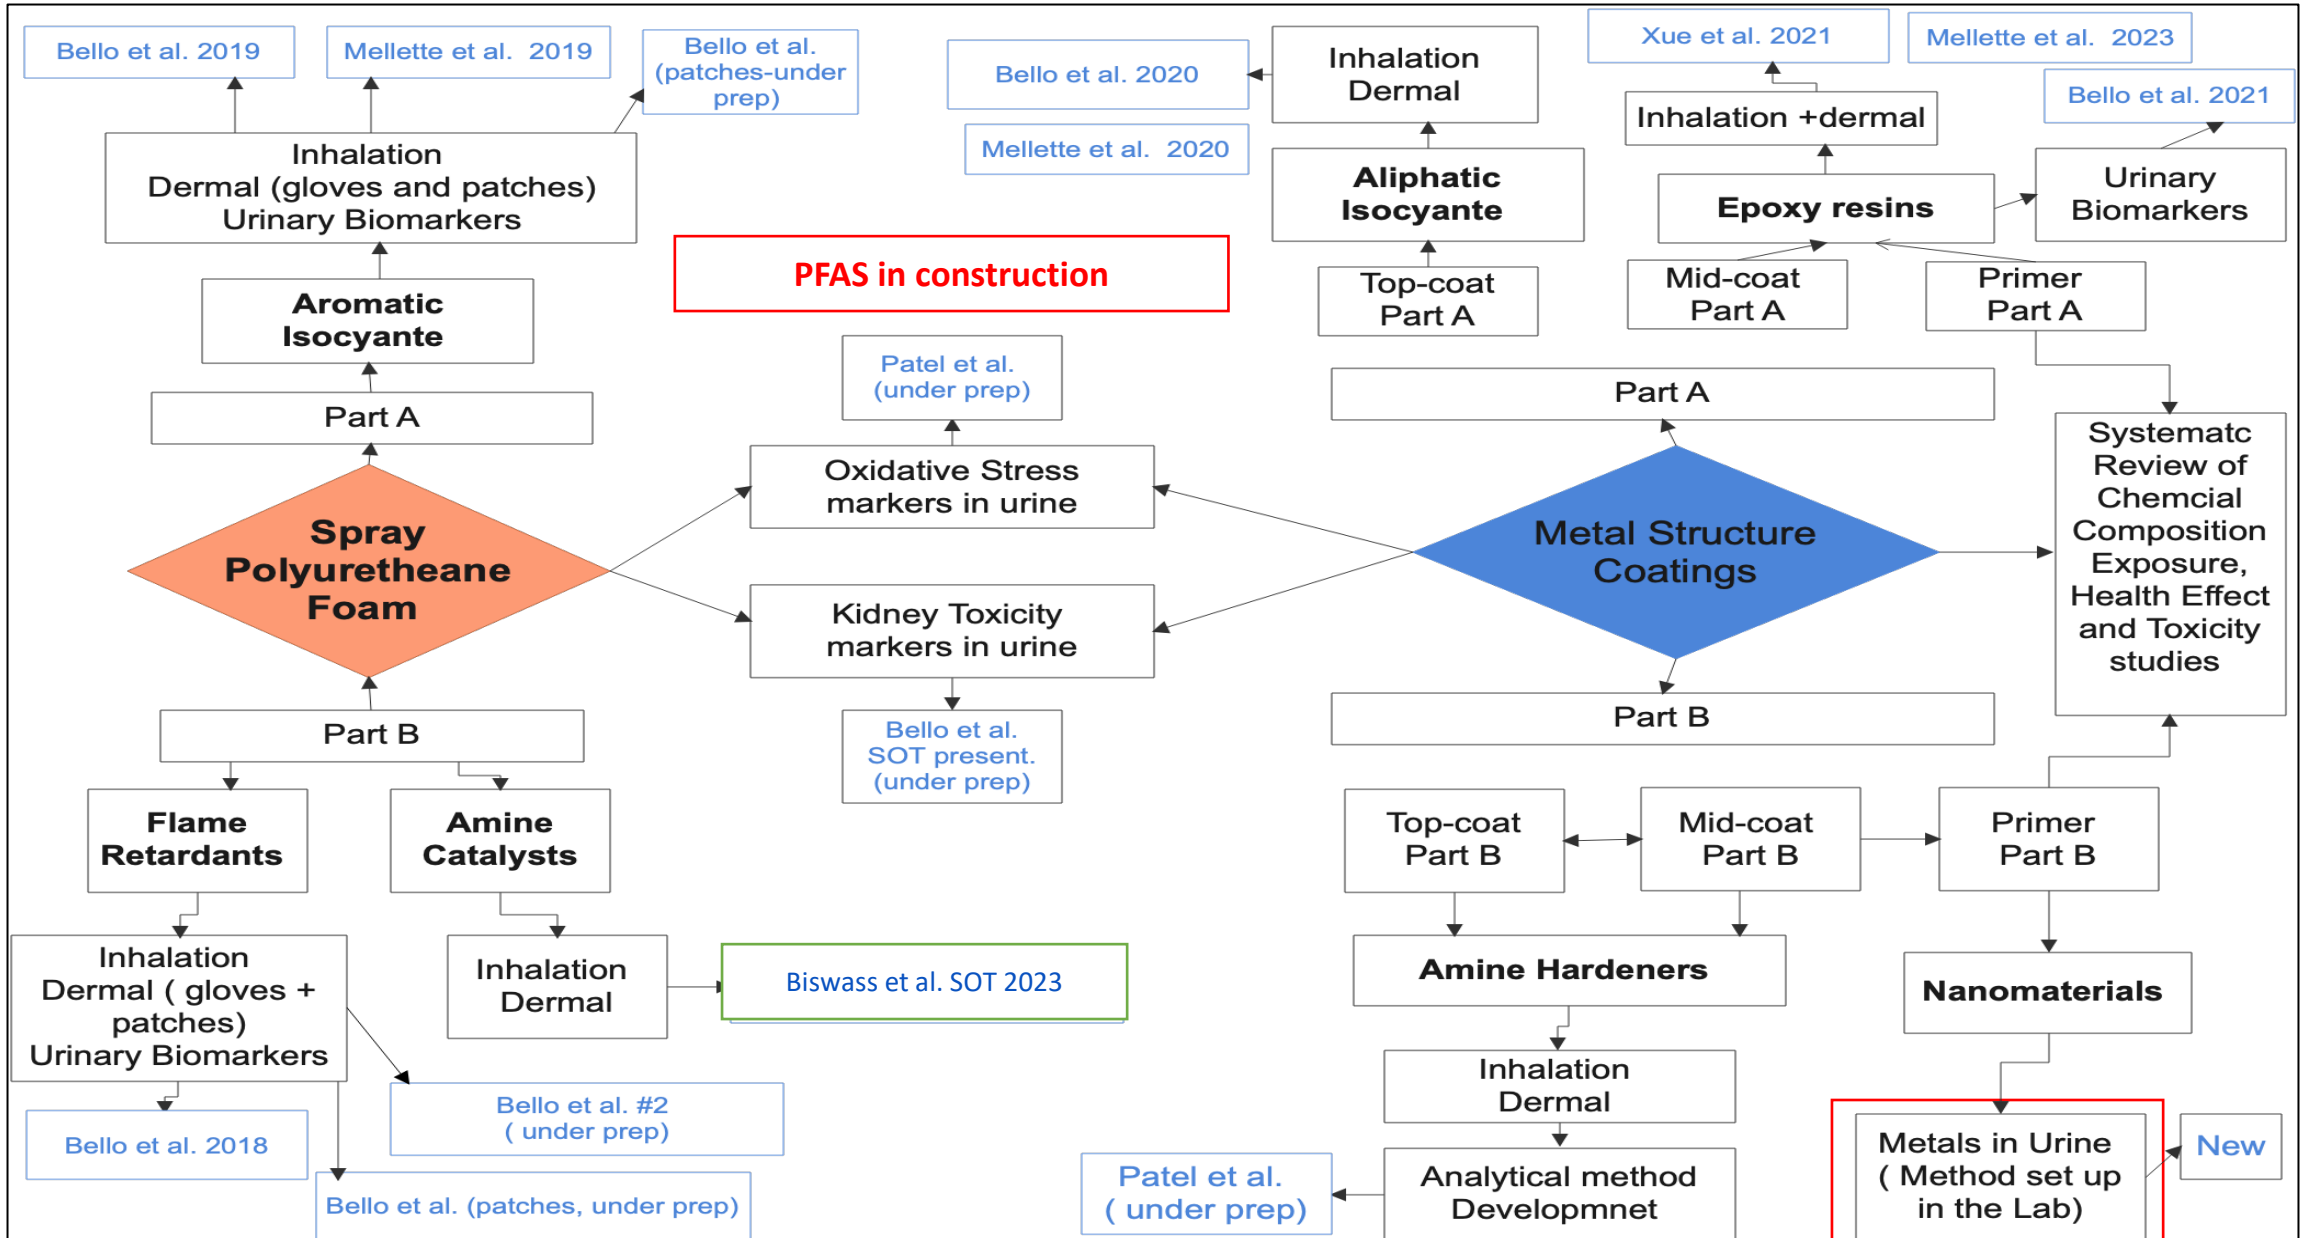 Bello et al. 2019
Mellette et al.  2019
Bello et al.
(patches-under
prep)
Bello et al. 2020
Mellette et al.  2020
Inhalation
Dermal
Xue et al. 2021
Mellette et al.  2023
Bello et al. 2021
Inhalation +dermal
Inhalation
Dermal (gloves and patches)
Urinary Biomarkers
Aliphatic
Isocyante
Epoxy resins
Urinary
Biomarkers
PFAS in construction
Aromatic
Isocyante
Top-coat
Part A
Mid-coat
Part A
Primer
Part A
Patel et al.
(under prep)
Part A
Part A
Oxidative Stress
markers in urine
Systematc
Review of
Chemcial
Composition
Exposure,
Health Effect
and Toxicity
studies
Spray
Polyuretheane
Foam
Metal Structure
Coatings
Kidney Toxicity
markers in urine
Part B
Part B
Bello et al.
SOT present.
(under prep)
Flame
Retardants
Amine
Catalysts
Top-coat
Part B
Mid-coat
Part B
Primer
Part B
Inhalation
Dermal ( gloves +
patches)
Urinary Biomarkers
Inhalation
Dermal
Biswass et al. SOT 2023
Amine Hardeners
Nanomaterials
Inhalation
Dermal
Bello et al. 2018
Bello et al. #2
( under prep)
Bello et al. (patches, under prep)
Patel et al.
( under prep)
Analytical method
Developmnet
Metals in Urine
( Method set up
in the Lab)
New